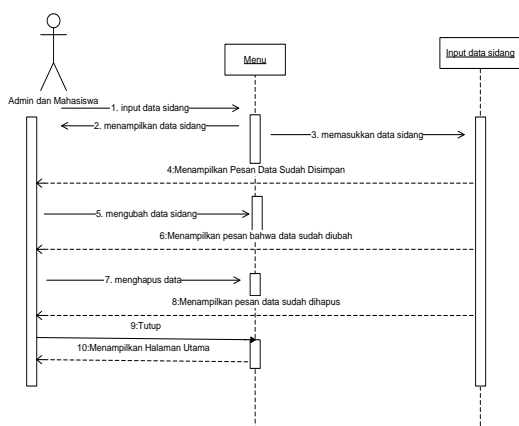 Menu
Input data sidang
Admin dan Mahasiswa
1. input data sidang
2. menampilkan sidang
3. memasukkan data sidang
4:Menampilkan Pesan Data Sudah Disimpan
5. mengubah data sidang
6:Menampilkan pesan bahwa data sudah diubah
7. menghapus data
8:Menampilkan pesan data sudah dihapus
9:Tutup
10:Menampilkan Halaman Utama